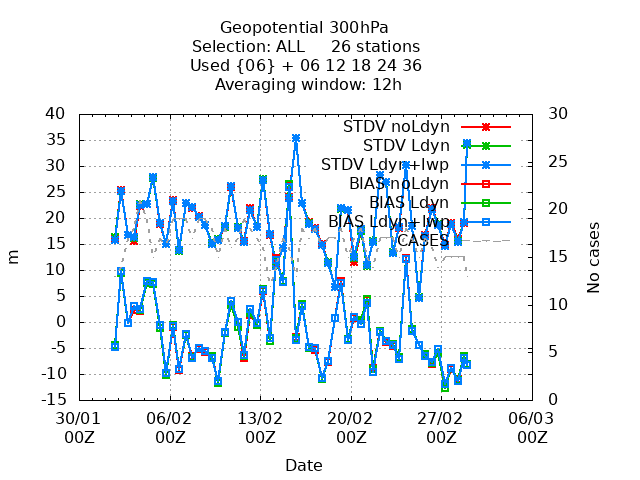 Geopotential 300hPa
Selection: ALL 26 stations
Used {06} + 06 12 18 24 36
Averaging window: 12h
40
35
30
25
20
15
10
5
0
-5
-10
-15
m
30
25
20
15
10
5
0
No cases
STDV noLdyn
STDV Ldyn
STDV Ldyn+lwp
BIAS noLdyn
BIAS Ldyn
BIAS Ldyn+lwp
CASES
30/01 06/02 13/02 20/02 27/02 06/03
00Z 00Z 00Z 00Z 00Z 00Z
Date